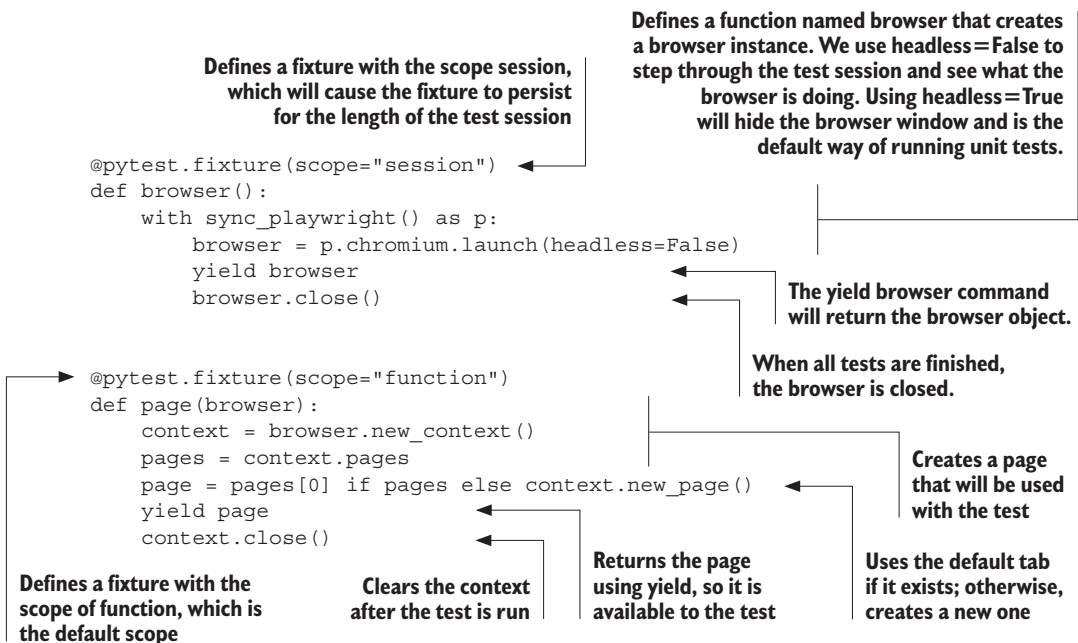 Defines a function named browser that creates
a browser instance. We use headless=False to
step through the test session and see what the
browser is doing. Using headless=True
will hide the browser window and is the
default way of running unit tests.
Defines a fixture with the scope session,
which will cause the fixture to persist
for the length of the test session
@pytest.fixture(scope="session")
def browser():
    with sync_playwright() as p:
        browser = p.chromium.launch(headless=False)
        yield browser
        browser.close()
The yield browser command
will return the browser object.
When all tests are finished,
the browser is closed.
@pytest.fixture(scope="function")
def page(browser):
    context = browser.new_context()
    pages = context.pages
    page = pages[0] if pages else context.new_page()
    yield page
    context.close()
Creates a page
that will be used
with the test
Defines a fixture with the
scope of function, which is
the default scope
Clears the context
after the test is run
Returns the page
using yield, so it is
available to the test
Uses the default tab
if it exists; otherwise,
creates a new one